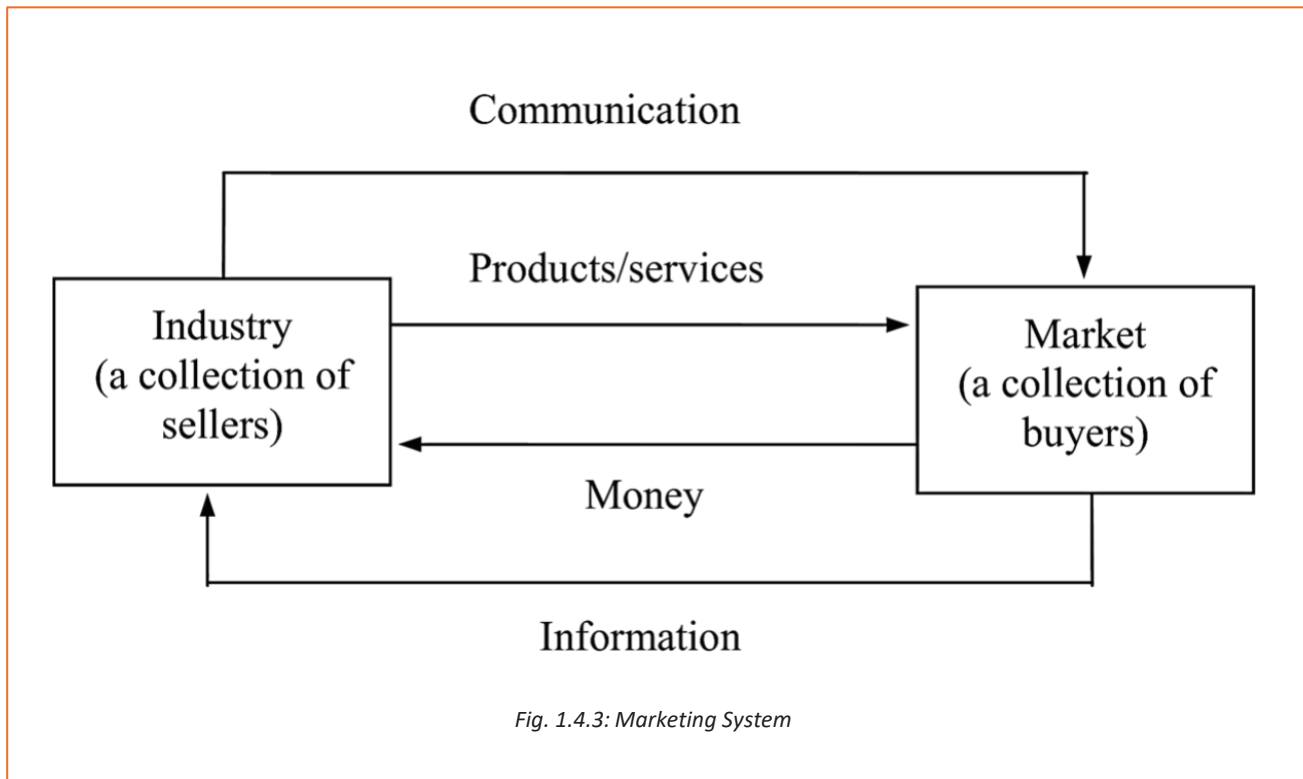 Communication
Products/services
Industry
(a collection of
sellers)
Market
(a collection of
buyers)
Money
Information
Fig. 1.4.3: Marketing System